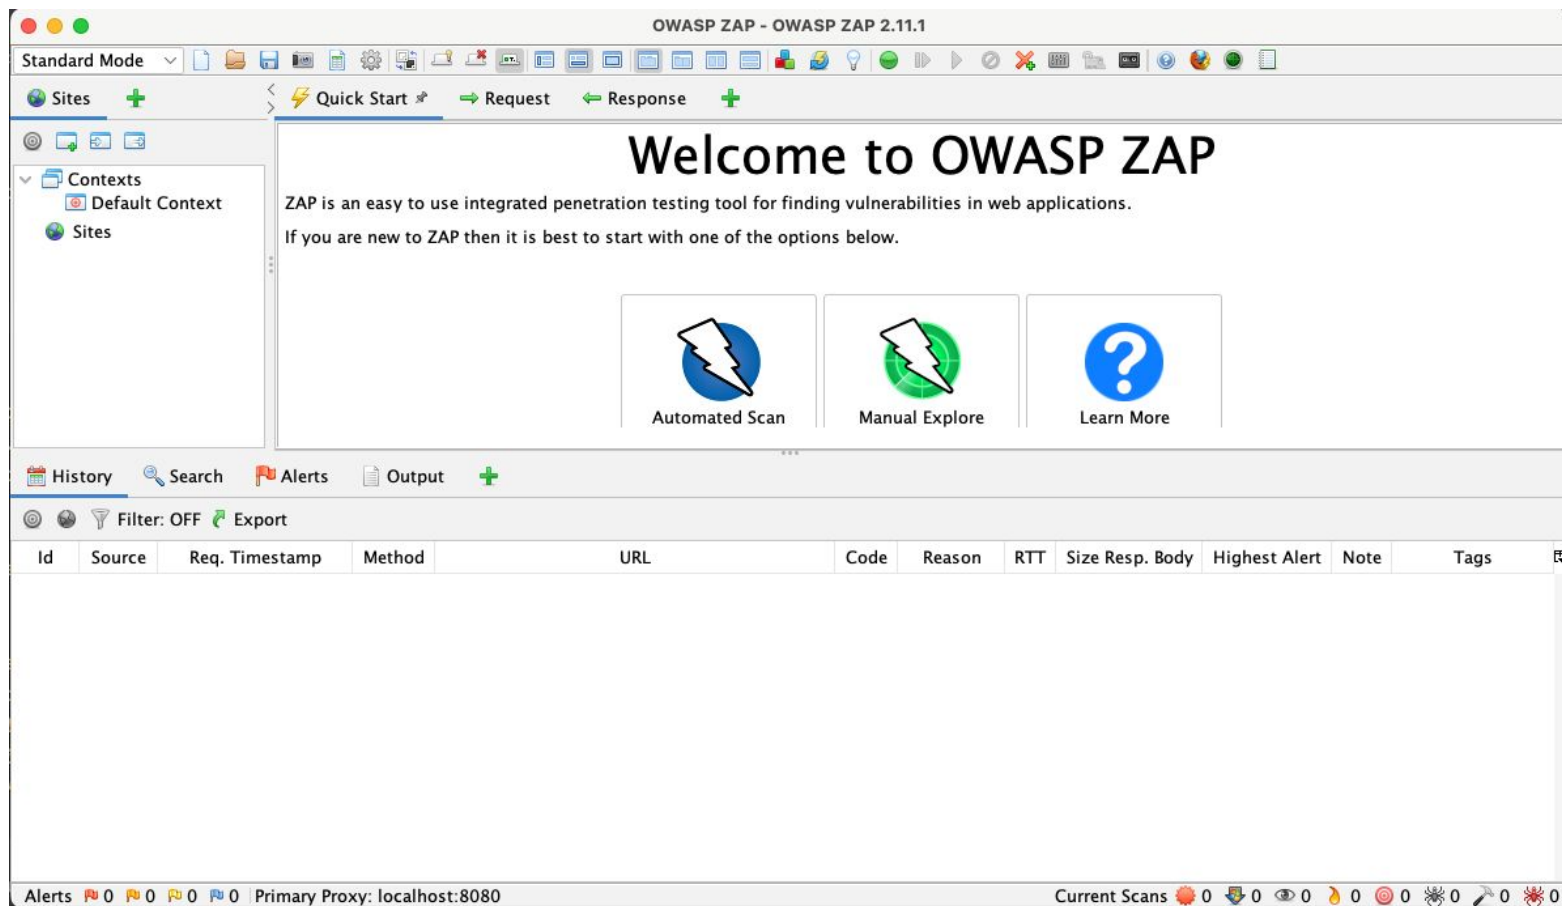 OWASP ZAP - OWASP ZAP 2.11.1
Standard Mode
Sites
Quick Start
Request
Response
Welcome to OWASP ZAP
Contexts
Default Context
Sites
ZAP is an easy to use integrated penetration testing tool for finding vulnerabilities in web applications.
If you are new to ZAP then it is best to start with one of the options below.
Automated Scan
Manual Explore
Learn More
History
Search
Alerts
Output
Filter: OFF
Export
Id Source Req. Timestamp Method URL Code Reason RTT Size Resp. Body Highest Alert Note Tags
Alerts 0 0 0 0 Primary Proxy: localhost:8080 Current Scans 0 0 0 0 0 0 0 0